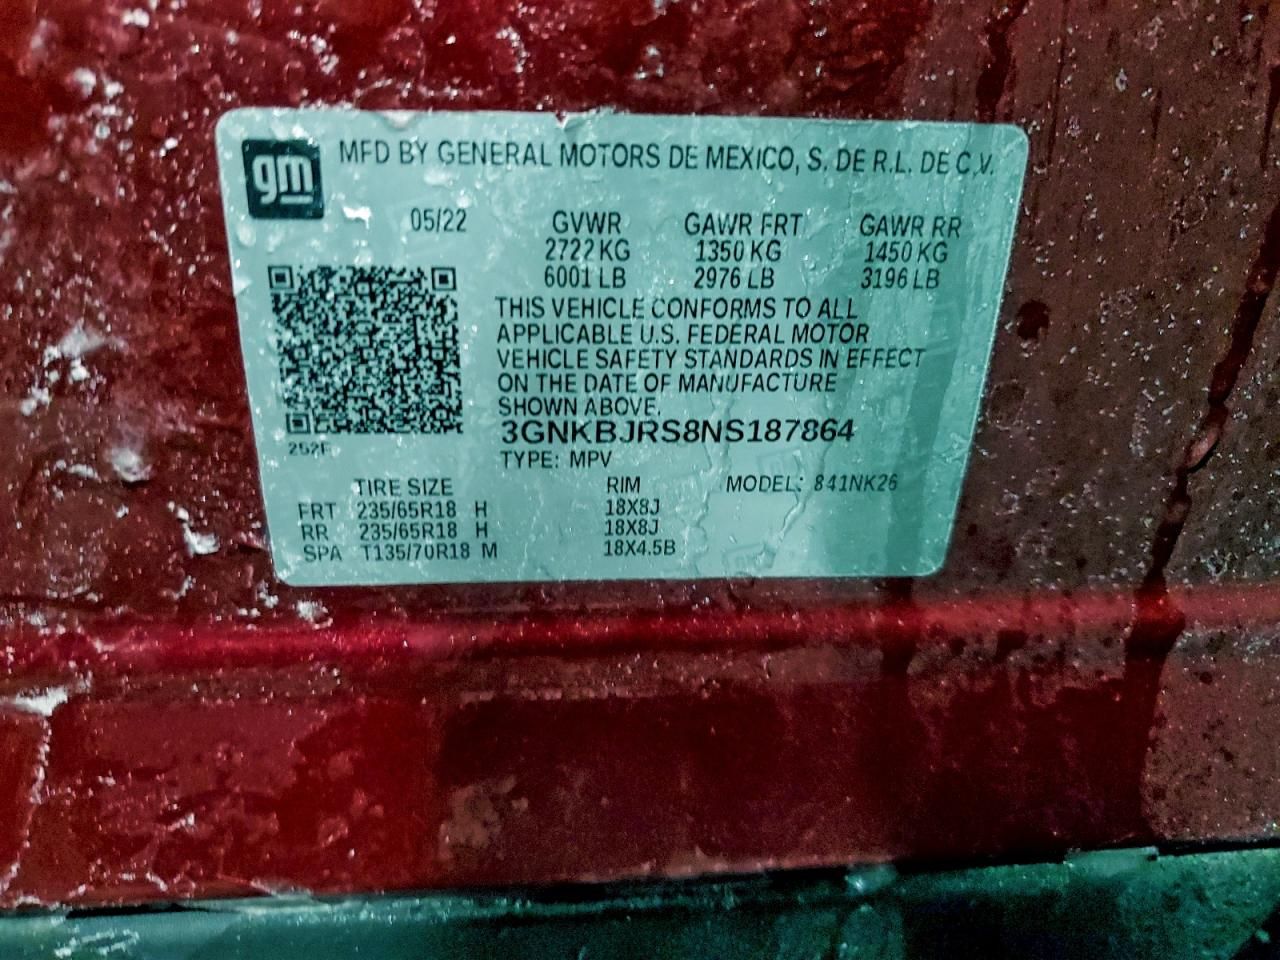 gm
MFD BY GENERAL MOTORS DE MEXICO, S. DE R.L. DE C.V.
05/22 GVWR GAWR FRT GAWR RR
2722 KG 1350 KG 1450 KG
6001 LB 2976 LB 3196 LB
THIS VEHICLE CONFORMS TO ALL
APPLICABLE U.S. FEDERAL MOTOR
VEHICLE SAFETY STANDARDS IN EFFECT
ON THE DATE OF MANUFACTURE
SHOWN ABOVE.
3GNKBJRS8NS187864
252F
TYPE: MPV
TIRE SIZE RIM MODEL: 841NK26
FRT 235/65R18 H 18X8J
RR 235/65R18 H 18X8J
SPA T135/70R18 M 18X4.5B